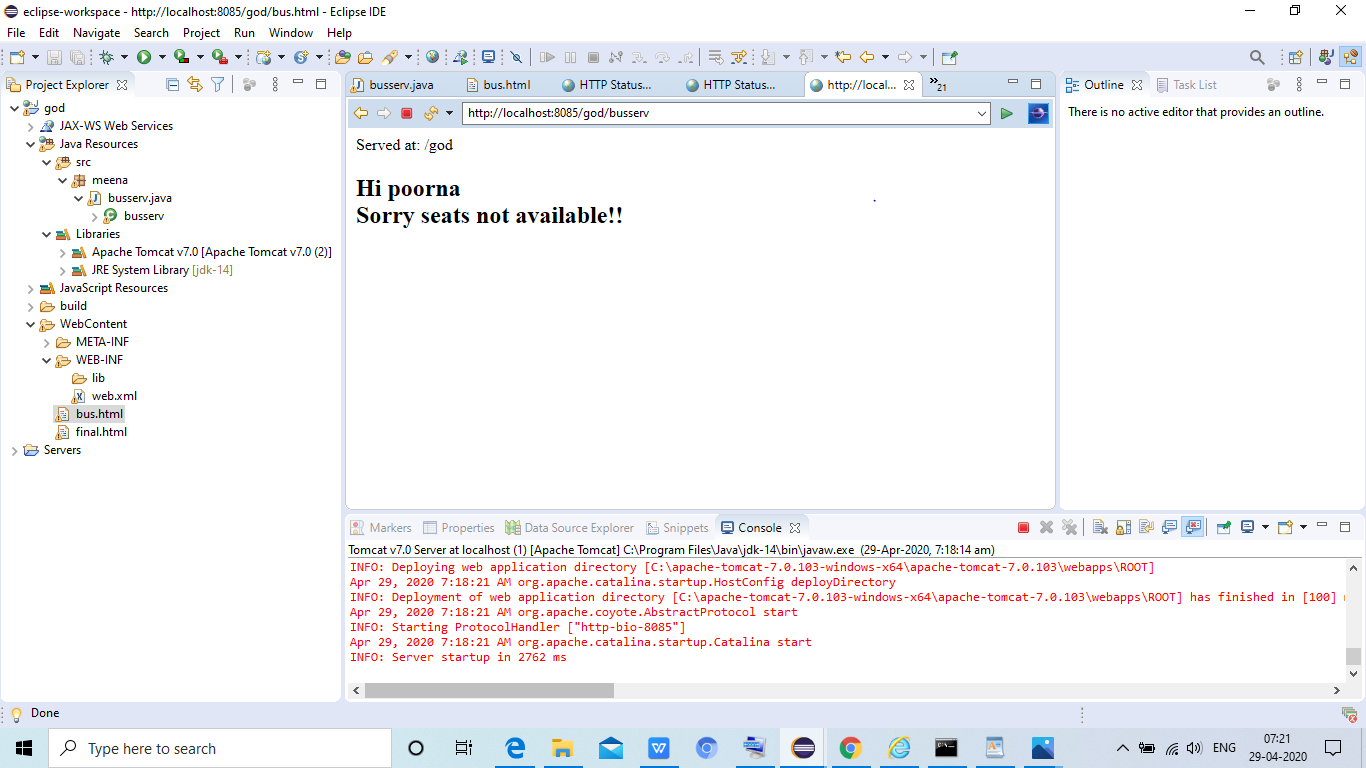 eclipse-workspace - http://localhost:8085/god/bus.html - Eclipse IDE
File Edit Navigate Search Project Run Window Help
Project Explorer
god
JAX-WS Web Services
Java Resources
src
meena
busserv.java
busserv
Libraries
Apache Tomcat v7.0 [Apache Tomcat v7.0 (2)]
JRE System Library [jdk-14]
JavaScript Resources
build
WebContent
META-INF
WEB-INF
lib
web.xml
bus.html
final.html
Servers
busserv.java bus.html HTTP Status... HTTP Status... http://local... »21
http://localhost:8085/god/busserv
Served at: /god
Hi poorna
Sorry seats not available!!
Outline Task List
There is no active editor that provides an outline.
Markers Properties Data Source Explorer Snippets Console
Tomcat v7.0 Server at localhost (1) [Apache Tomcat] C:\Program Files\Java\jdk-14\bin\javaw.exe (29-Apr-2020, 7:18:14 am)
INFO: Deploying web application directory [C:\apache-tomcat-7.0.103-windows-x64\apache-tomcat-7.0.103\webapps\ROOT]
Apr 29, 2020 7:18:21 AM org.apache.catalina.startup.HostConfig deployDirectory
INFO: Deployment of web application directory [C:\apache-tomcat-7.0.103-windows-x64\apache-tomcat-7.0.103\webapps\ROOT] has finished in [100]
Apr 29, 2020 7:18:21 AM org.apache.coyote.AbstractProtocol start
INFO: Starting ProtocolHandler ["http-bio-8085"]
Apr 29, 2020 7:18:21 AM org.apache.catalina.startup.Catalina start
INFO: Server startup in 2762 ms
Done
Type here to search
ENG
07:21
29-04-2020